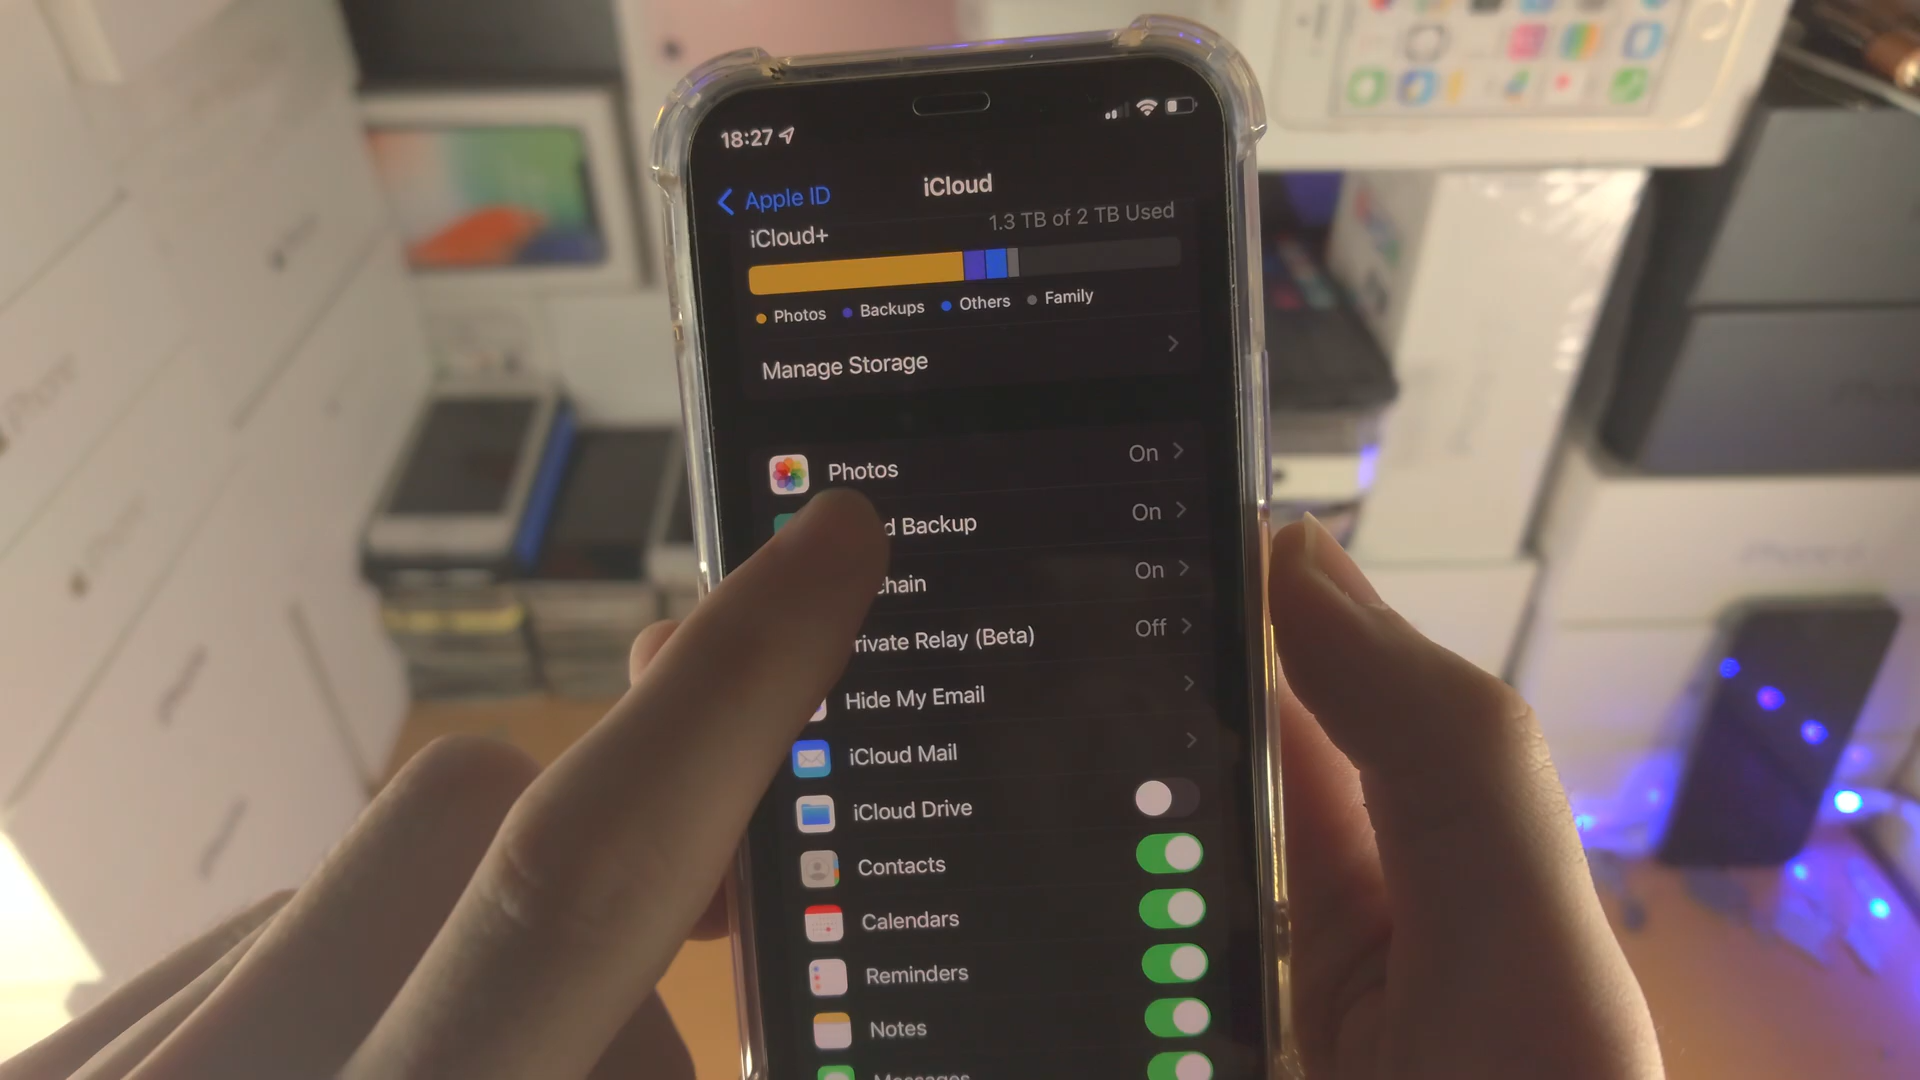 18:27
Apple ID
iCloud
iCloud+
1.3 TB of 2 TB Used
Photos Backups Others Family
Manage Storage
Photos On
d Backup On
chain On
rivate Relay (Beta) Off
Hide My Email
iCloud Mail
iCloud Drive
Contacts
Calendars
Reminders
Notes
Messages